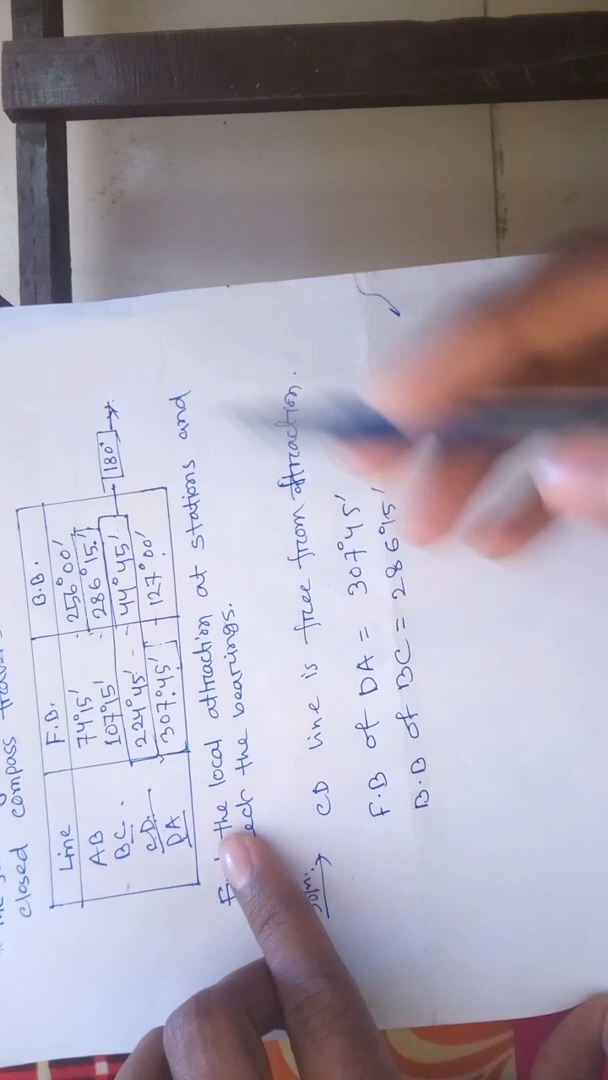 closed compass
Line F.B. B.B.
AB 74°15' 256°00'
BC. 107°15' 286°15'
CD. 224°45' 44°45' 180°
DA 307°45' 127°00'
the local attraction at stations and
the bearings.
Soln. → CD line is free from attraction.
F.B of DA = 307°45'
B.B of BC = 286°15'